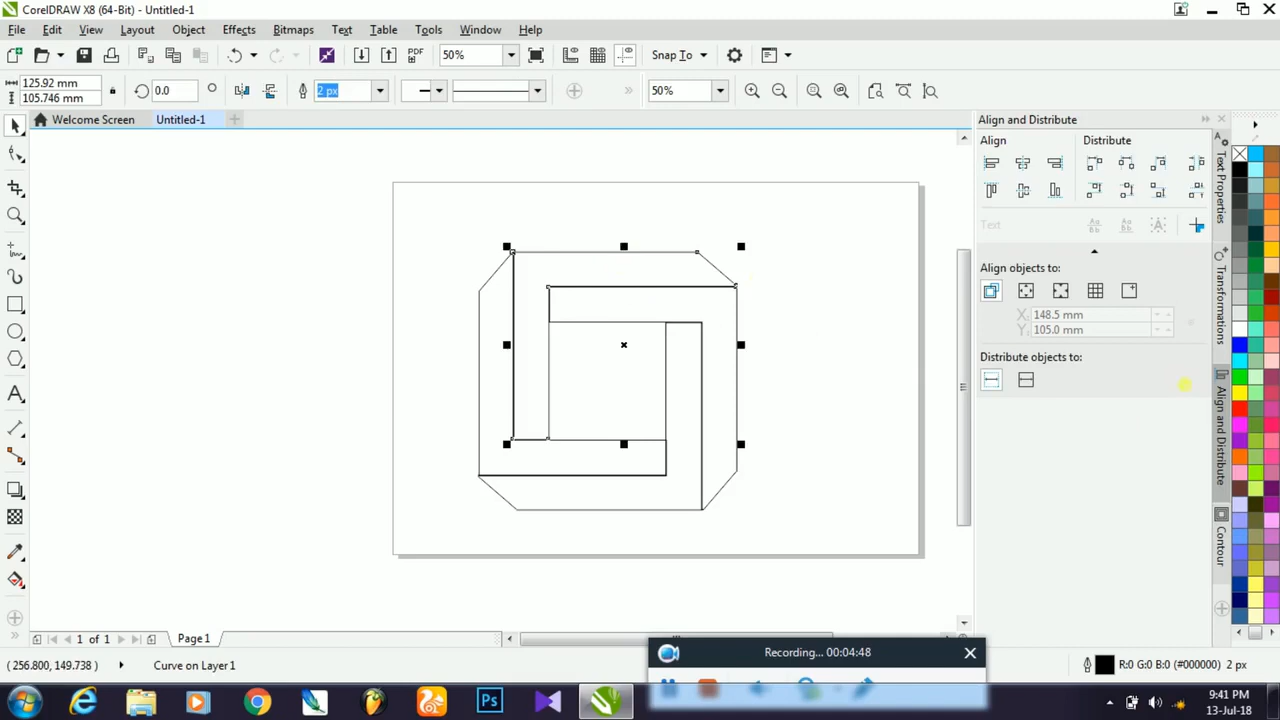 CorelDRAW X8 (64-Bit) - Untitled-1
File Edit View Layout Object Effects Bitmaps Text Table Tools Window Help
PDF 50% Snap To
125.92 mm
105.746 mm
0.0 2 px 50%
Welcome Screen Untitled-1
Align and Distribute
Align Distribute
Text
Align objects to:
X: 148.5 mm
Y: 105.0 mm
Distribute objects to:
Text Properties
Transformations
Align and Distribute
Contour
1 of 1 Page 1
Recording... 00:04:48
(256.800, 149.738) Curve on Layer 1 R:0 G:0 B:0 (#000000) 2 px
Ps
9:41 PM
13-Jul-18